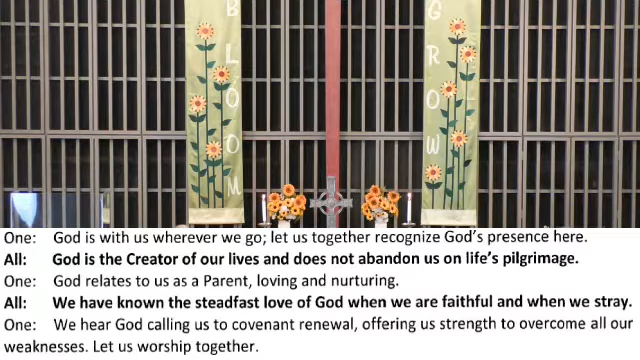 BLOOM
GROW
One: God is with us wherever we go; let us together recognize God's presence here.
All: God is the Creator of our lives and does not abandon us on life's pilgrimage.
One: God relates to us as a Parent, loving and nurturing.
All: We have known the steadfast love of God when we are faithful and when we stray.
One: We hear God calling us to covenant renewal, offering us strength to overcome all our
weaknesses. Let us worship together.